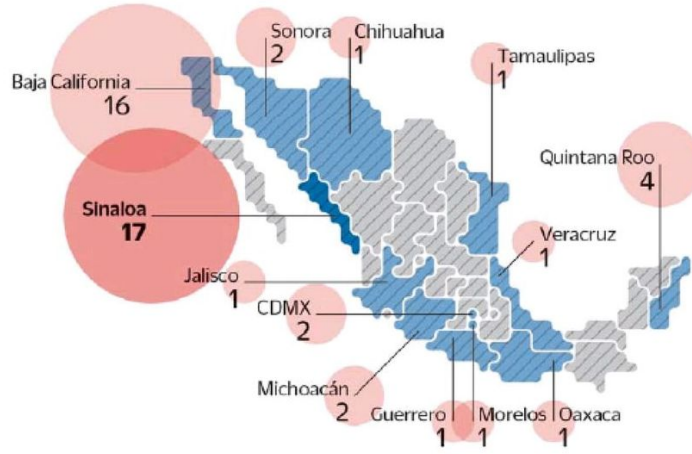 Sonora
2
Chihuahua
1
Tamaulipas
1
Baja California
16
Quintana Roo
4
Sinaloa
17
Veracruz
1
Jalisco
1
CDMX
2
Michoacán
2
Guerrero
1
Morelos
1
Oaxaca
1